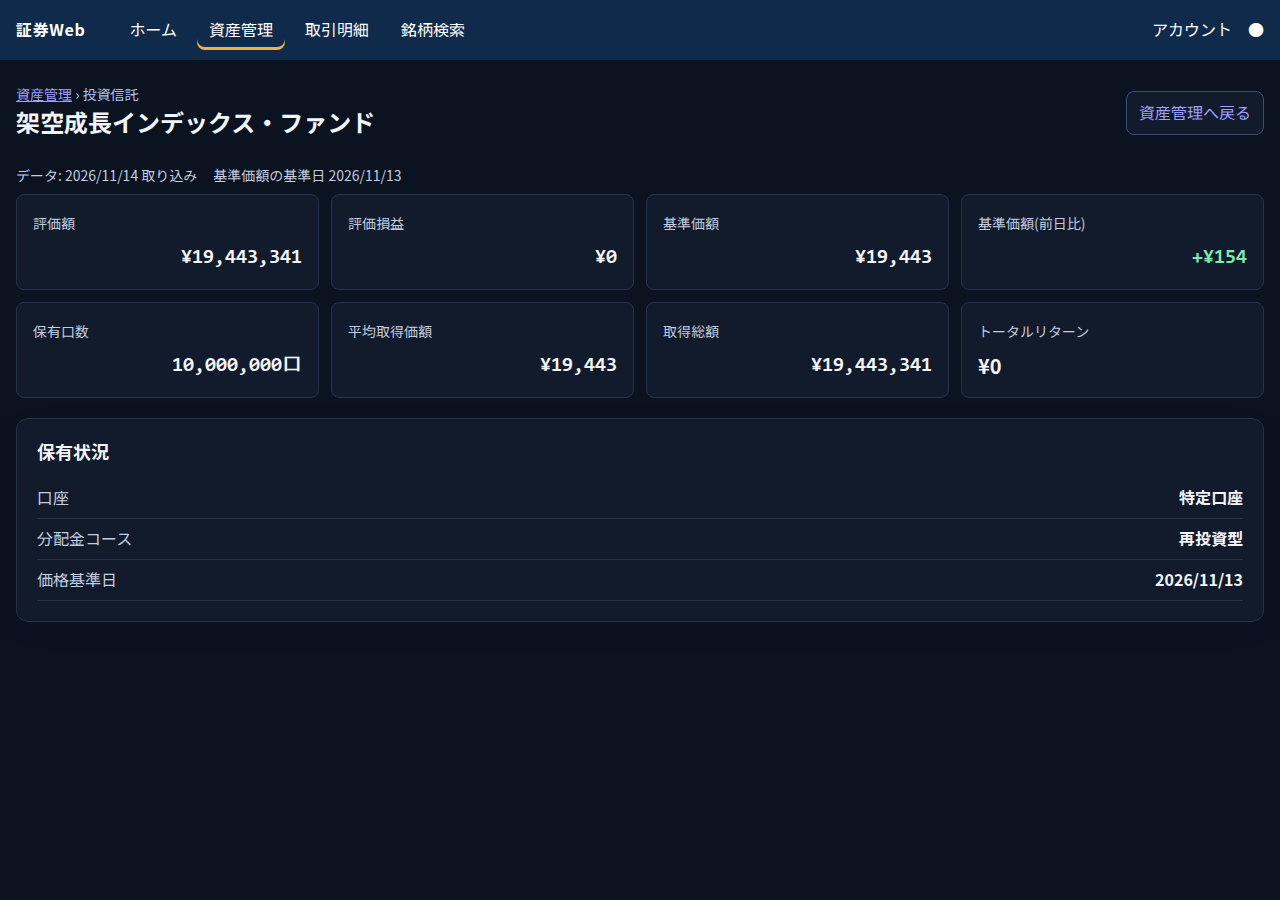 証券Web ホーム 資産管理 取引明細 銘柄検索 アカウント
資産管理 › 投資信託
架空成長インデックス・ファンド
資産管理へ戻る
データ: 2026/11/14 取り込み 基準価額の基準日 2026/11/13
評価額
¥19,443,341
評価損益
¥0
基準価額
¥19,443
基準価額(前日比)
+¥154
保有口数
10,000,000口
平均取得価額
¥19,443
取得総額
¥19,443,341
トータルリターン
¥0
保有状況
口座 特定口座
分配金コース 再投資型
価格基準日 2026/11/13